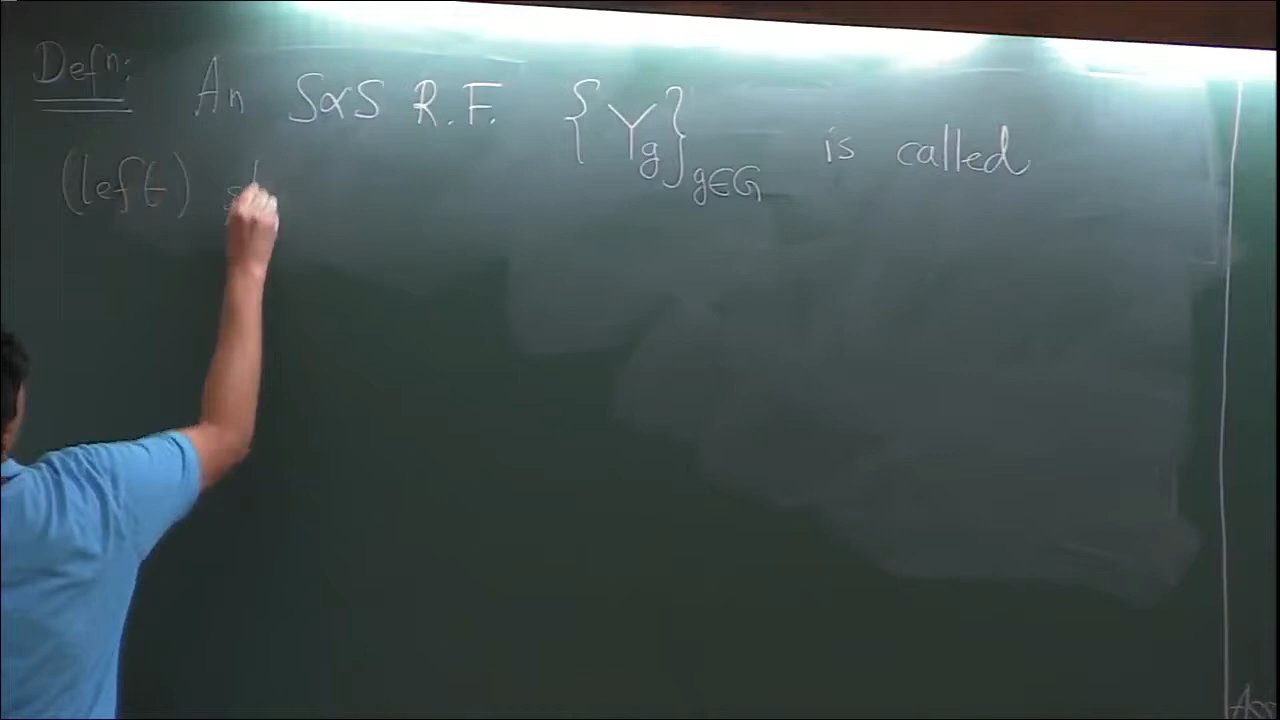 Defⁿ: An SαS R.F. {Y_g}_{g∈G} is called
(left)